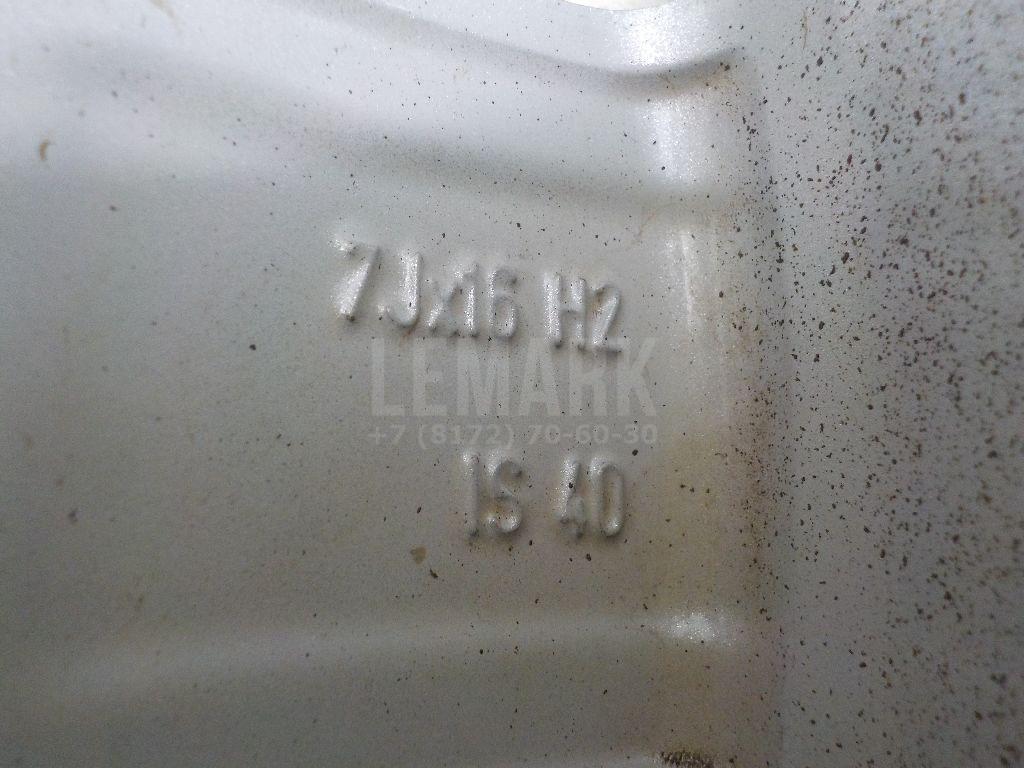 7Jx16 H2
LEMARK
+7 (8172) 70-60-30
IS 40